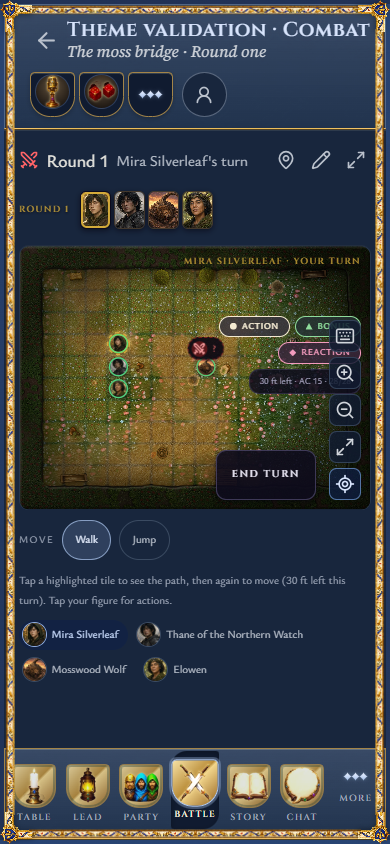 Theme validation · Combat
The moss bridge · Round one
Round 1 Mira Silverleaf's turn
ROUND 1
MIRA SILVERLEAF · YOUR TURN
ACTION
REACTION
30 ft left · AC 15 ·
END TURN
MOVE Walk Jump
Tap a highlighted tile to see the path, then again to move (30 ft left this
turn). Tap your figure for actions.
Mira Silverleaf Thane of the Northern Watch
Mosswood Wolf Elowen
TABLE LEAD PARTY BATTLE STORY CHAT MORE